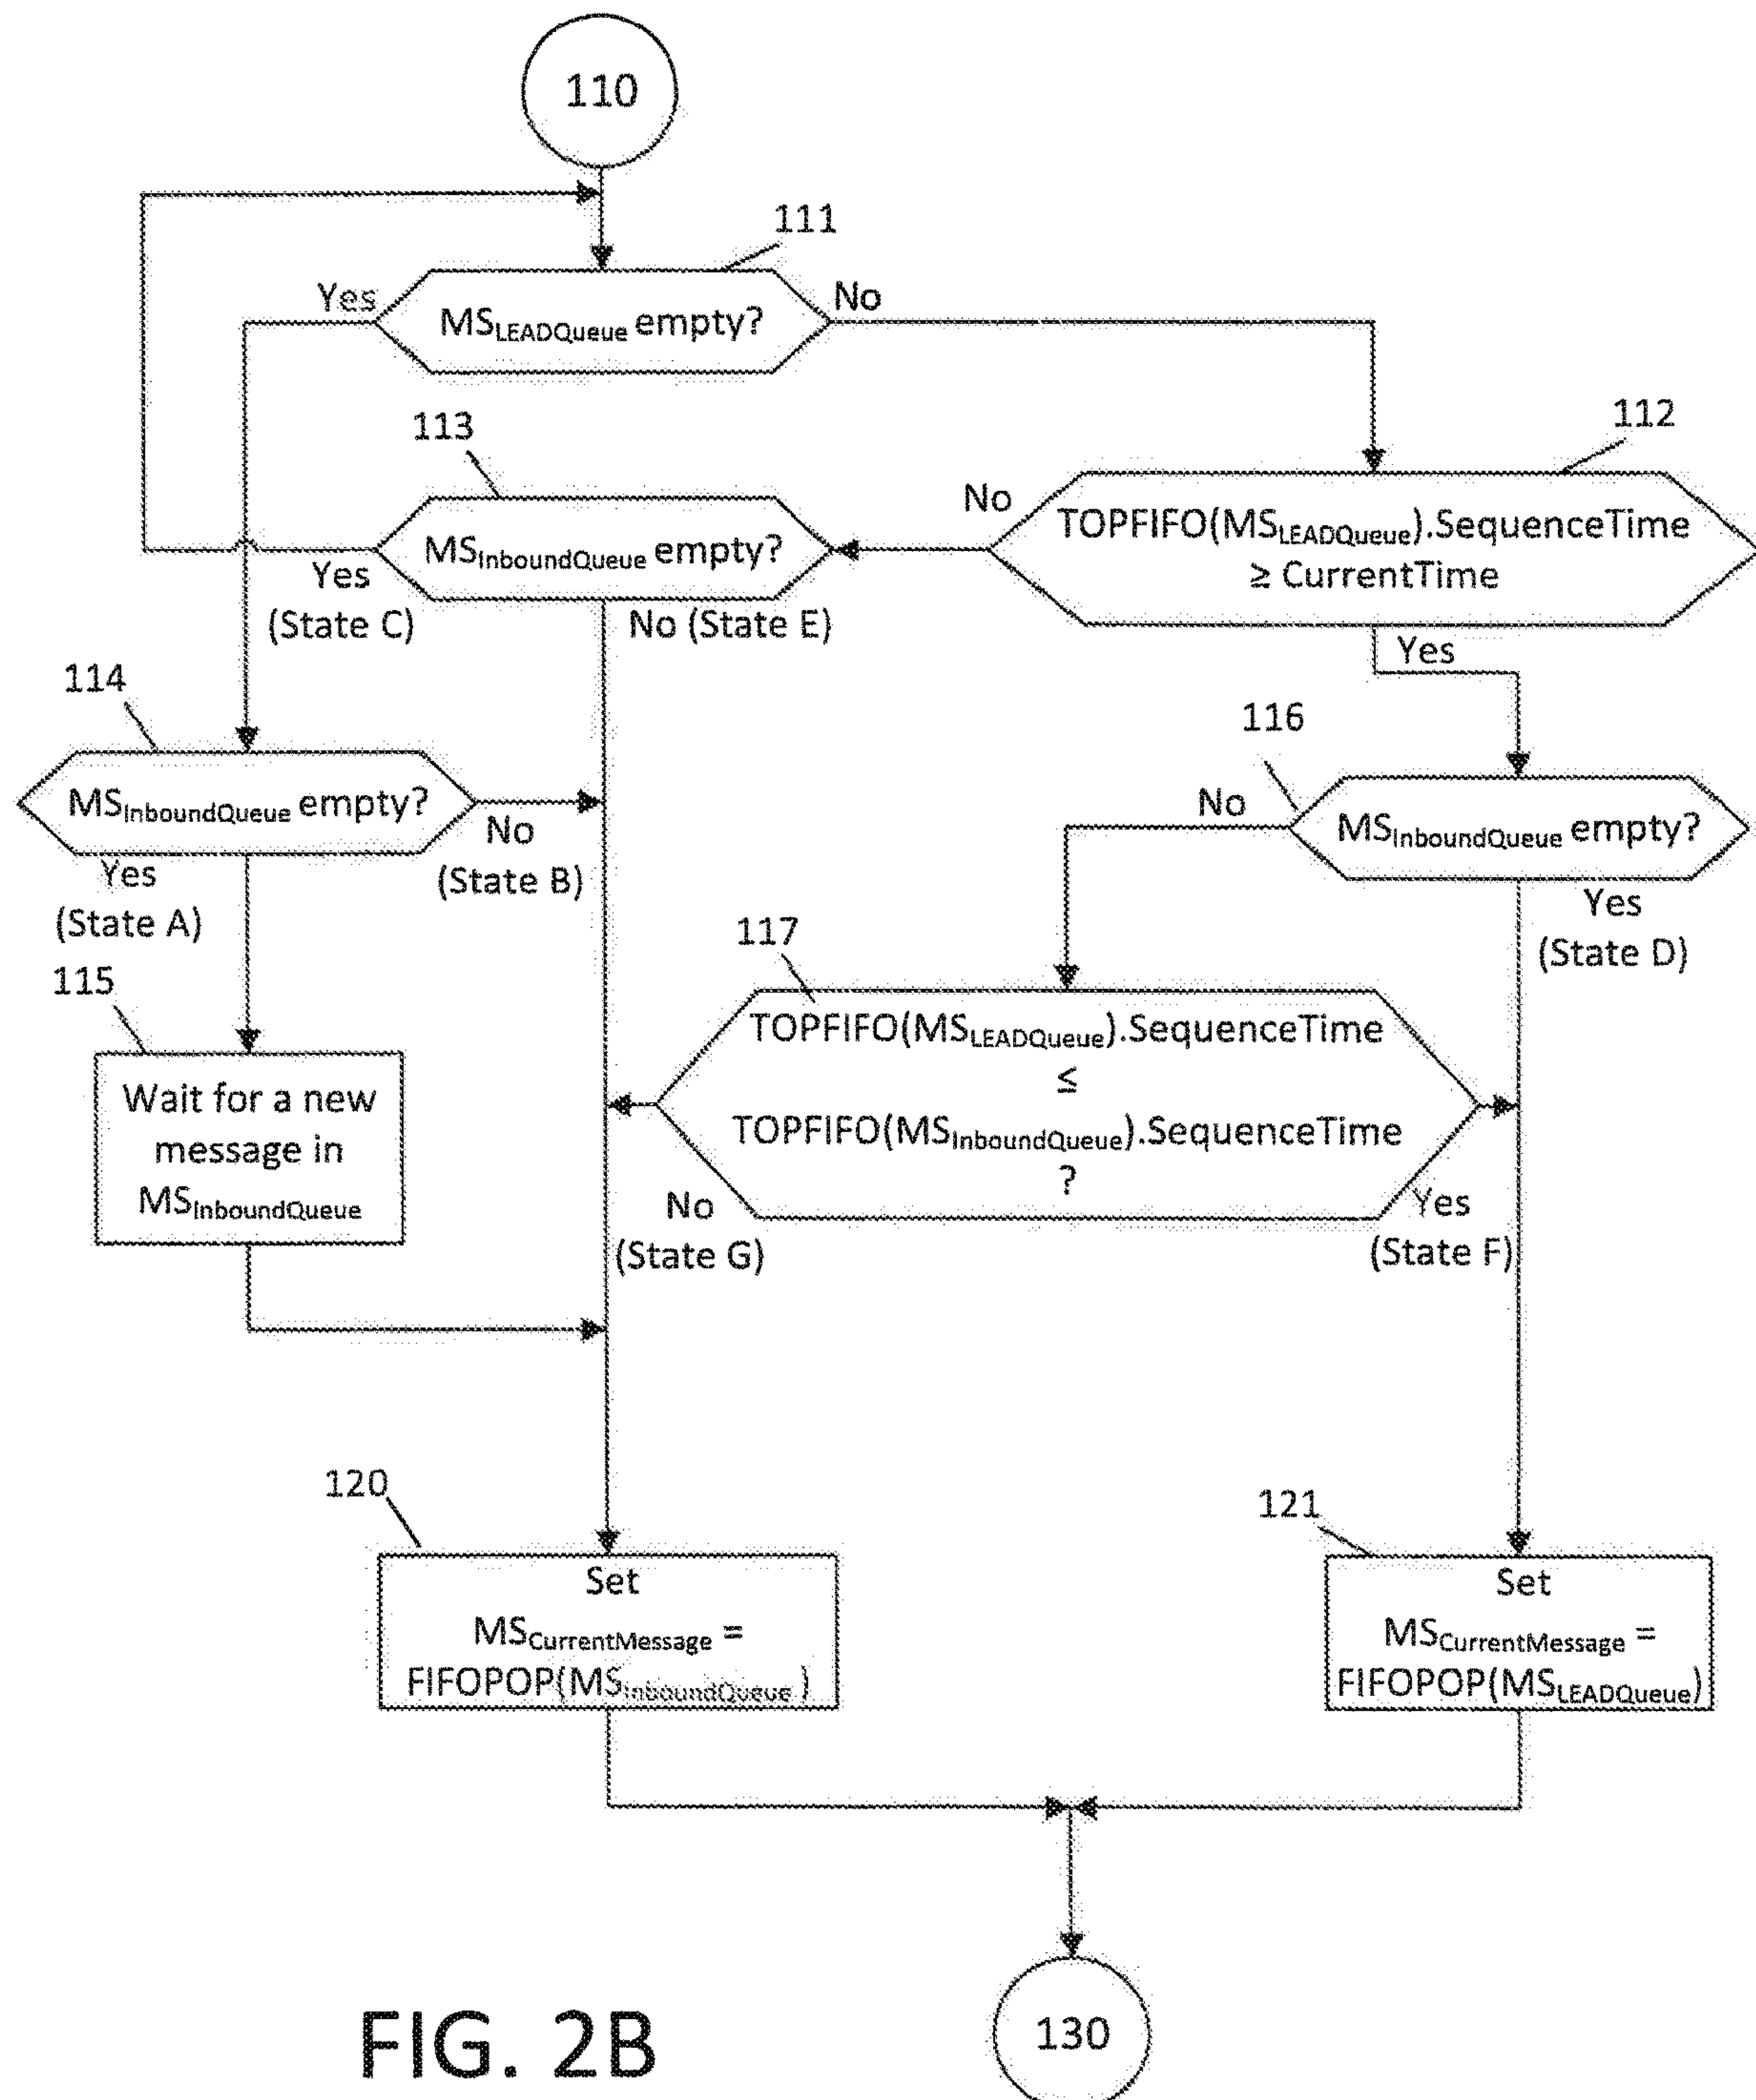 110
111
Yes
No
MSLEADQueue empty?
113
112
No
MSInboundQueue empty?
TOPFIFO(MSLEADQueue).SequenceTime
≥ CurrentTime
Yes
(State C)
No (State E)
Yes
114
116
MSInboundQueue empty?
No
(State B)
No
MSInboundQueue empty?
Yes
(State A)
Yes
(State D)
117
115
TOPFIFO(MSLEADQueue).SequenceTime
≤
TOPFIFO(MSInboundQueue).SequenceTime
?
Wait for a new
message in
MSInboundQueue
No
(State G)
Yes
(State F)
120
121
Set
MSCurrentMessage =
FIFOPOP(MSInboundQueue)
Set
MSCurrentMessage =
FIFOPOP(MSLEADQueue)
130
FIG. 2B